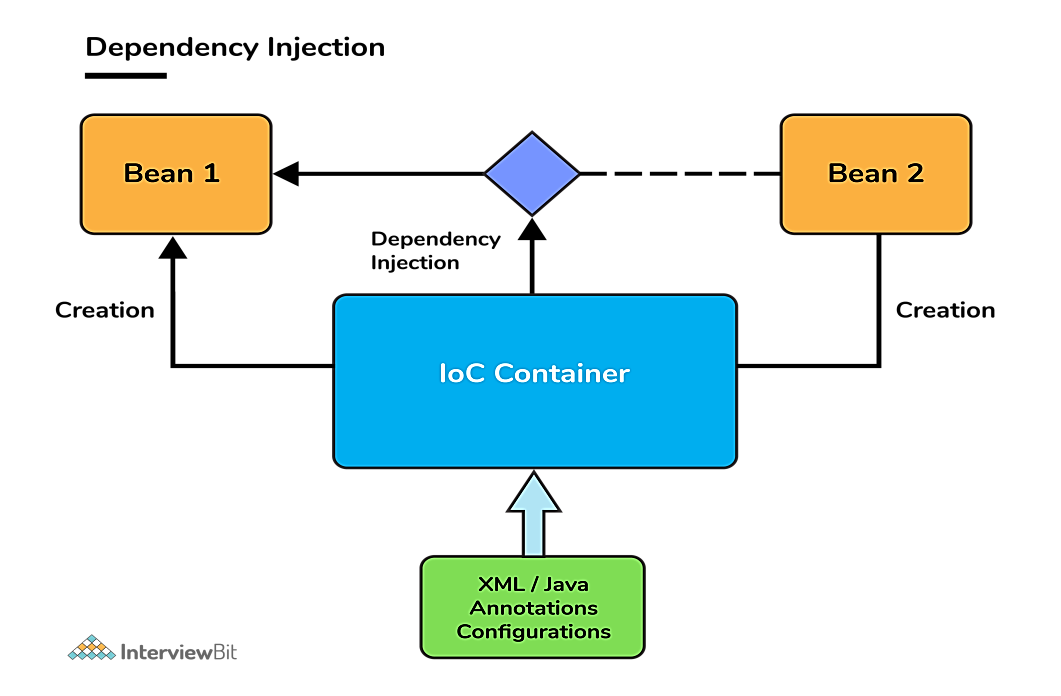 Dependency Injection
Bean 1
Bean 2
Dependency
Injection
Creation
Creation
IoC Container
XML / Java
Annotations
Configurations
InterviewBit